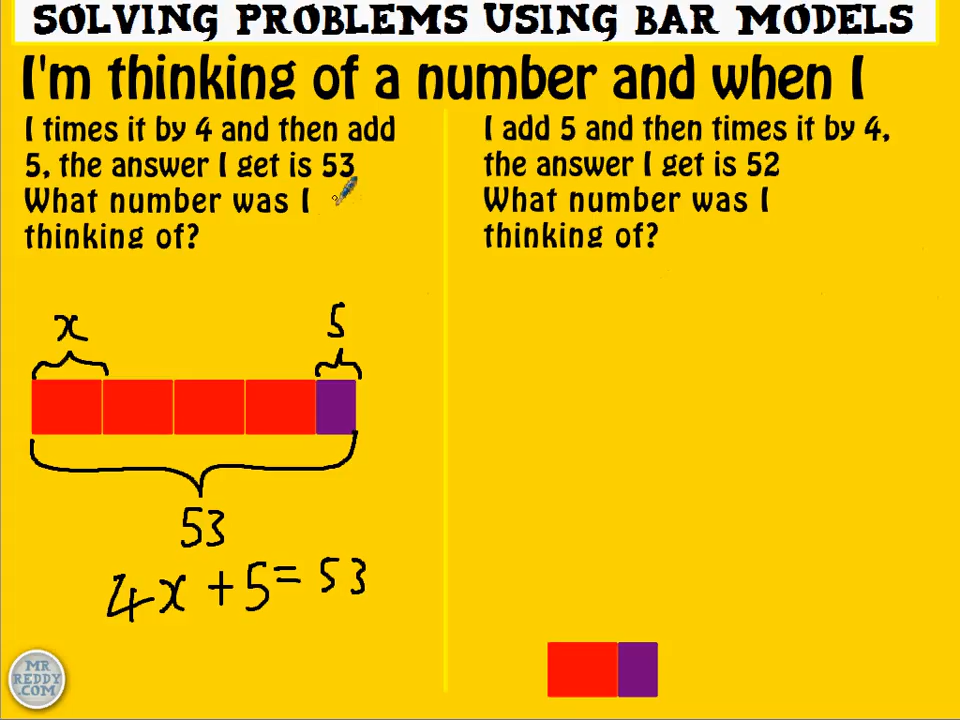 SOLVING PROBLEMS USING BAR MODELS
I'm thinking of a number and when I
I times it by 4 and then add
5, the answer I get is 53
What number was I
thinking of?
x 5
53
4x + 5 = 53
I add 5 and then times it by 4,
the answer I get is 52
What number was I
thinking of?
MR
REDDY
.COM